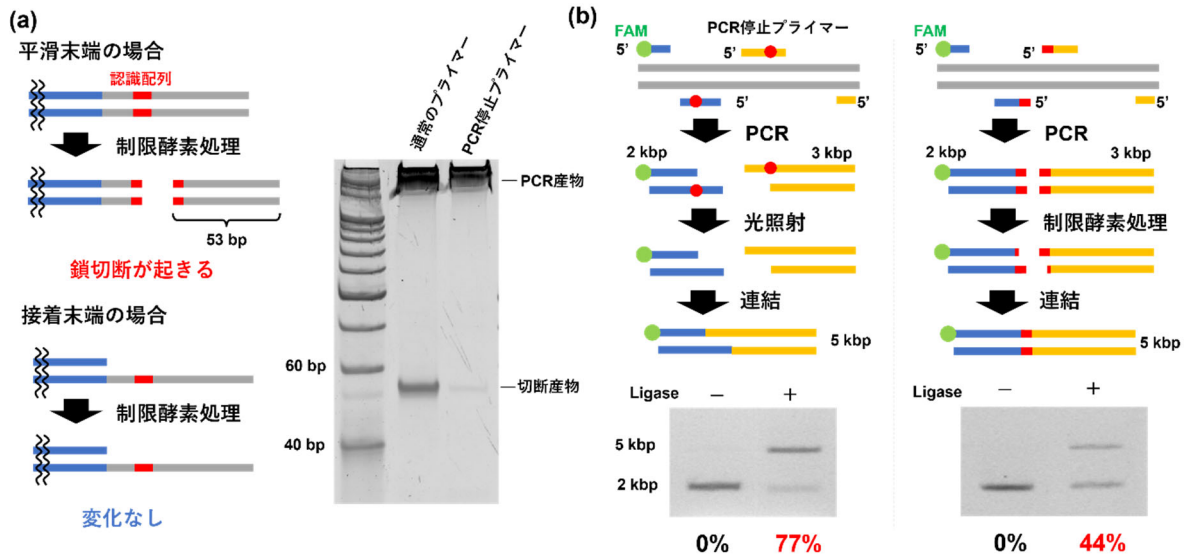 (a)
平滑末端の場合
認識配列
制限酵素処理
53 bp
鎖切断が起きる
接着末端の場合
制限酵素処理
変化なし
通常のプライマー
PCR停止プライマー
PCR産物
60 bp
切断産物
40 bp
(b)
FAM
PCR停止プライマー
5’
5’
5’
PCR
2 kbp
3 kbp
光照射
連結
5 kbp
Ligase
−
+
5 kbp
2 kbp
0%
77%
FAM
5’
5’
5’
5’
PCR
2 kbp
3 kbp
制限酵素処理
連結
5 kbp
Ligase
−
+
0%
44%